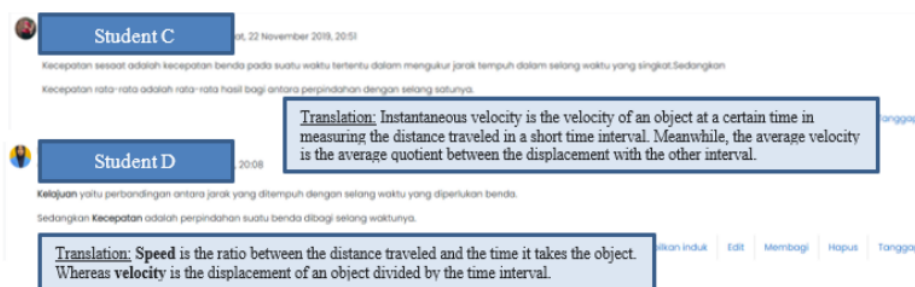 Student C
at, 22 November 2019, 20:51
Kecepatan sesaat adalah kecepatan benda pada suatu waktu tertentu dalam mengukur jarak tempuh dalam selang waktu yang singkat.Sedangkan
Kecepatan rata-rata adalah rata-rata hasil bagi antara perpindahan dengan selang satunya.
Translation: Instantaneous velocity is the velocity of an object at a certain time in
measuring the distance traveled in a short time interval. Meanwhile, the average velocity
is the average quotient between the displacement with the other interval.
Tanggap
Student D
20:08
Kelajuan yaitu perbandingan antara jarak yang ditempuh dengan selang waktu yang diperlukan benda.
Sedangkan Kecepatan adalah perpindahan suatu benda dibagi selang waktunya.
Translation: Speed is the ratio between the distance traveled and the time it takes the object.
Whereas velocity is the displacement of an object divided by the time interval.
ilkan induk Edit Membagi Hapus Tanggap